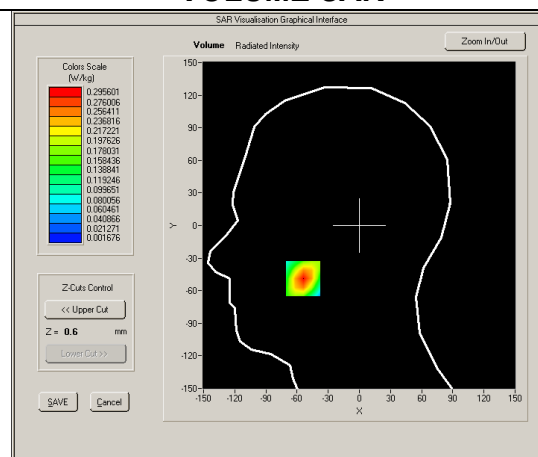 VOLUME SAR
SAR Visualisation Graphical Interface
Volume Radiated Intensity
Zoom In/Out
Colors Scale
(W/kg)
0.295601
0.276006
0.256411
0.236816
0.217221
0.197626
0.178031
0.158436
0.138841
0.119246
0.099651
0.080056
0.060461
0.040866
0.021271
0.001676
Z-Cuts Control
<< Upper Cut
Z = 0.6 mm
Lower Cut >>
SAVE Cancel
150
120
90
60
30
0
-30
-60
-90
-120
-150
Y
-150 -120 -90 -60 -30 0 30 60 90 120 150
X